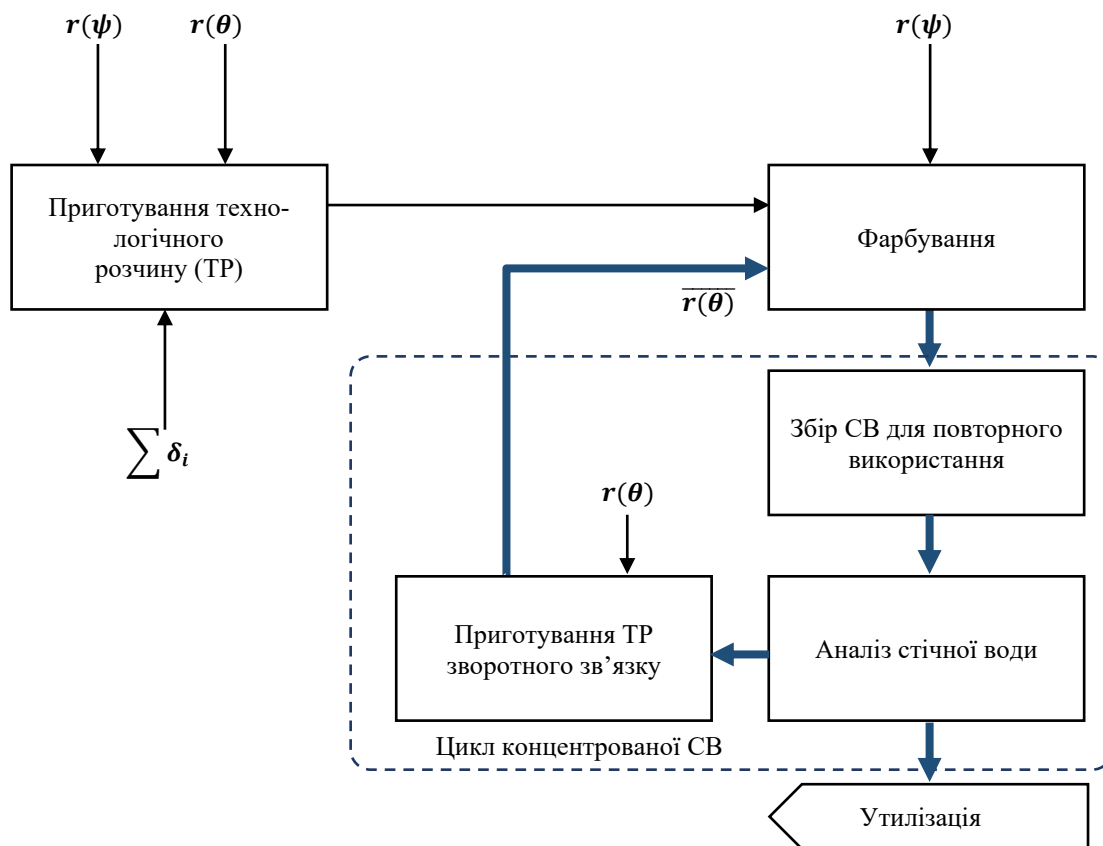 r(ψ)
r(θ)
r(ψ)
Приготування техно-
логічного
розчину (ТР)
Фарбування
r(θ)
∑ δi
Збір СВ для повторного
використання
r(θ)
Приготування ТР
зворотного зв’язку
Аналіз стічної води
Цикл концентрованої СВ
Утилізація